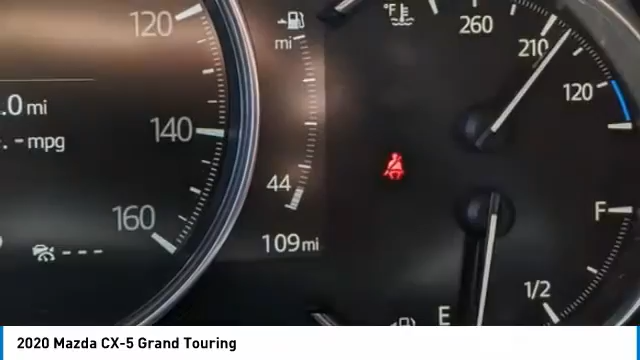 120
mi
°F
260
210
120
.0 mi
140
-.- mpg
44
F
160
109 mi
---
1/2
E
2020 Mazda CX-5 Grand Touring